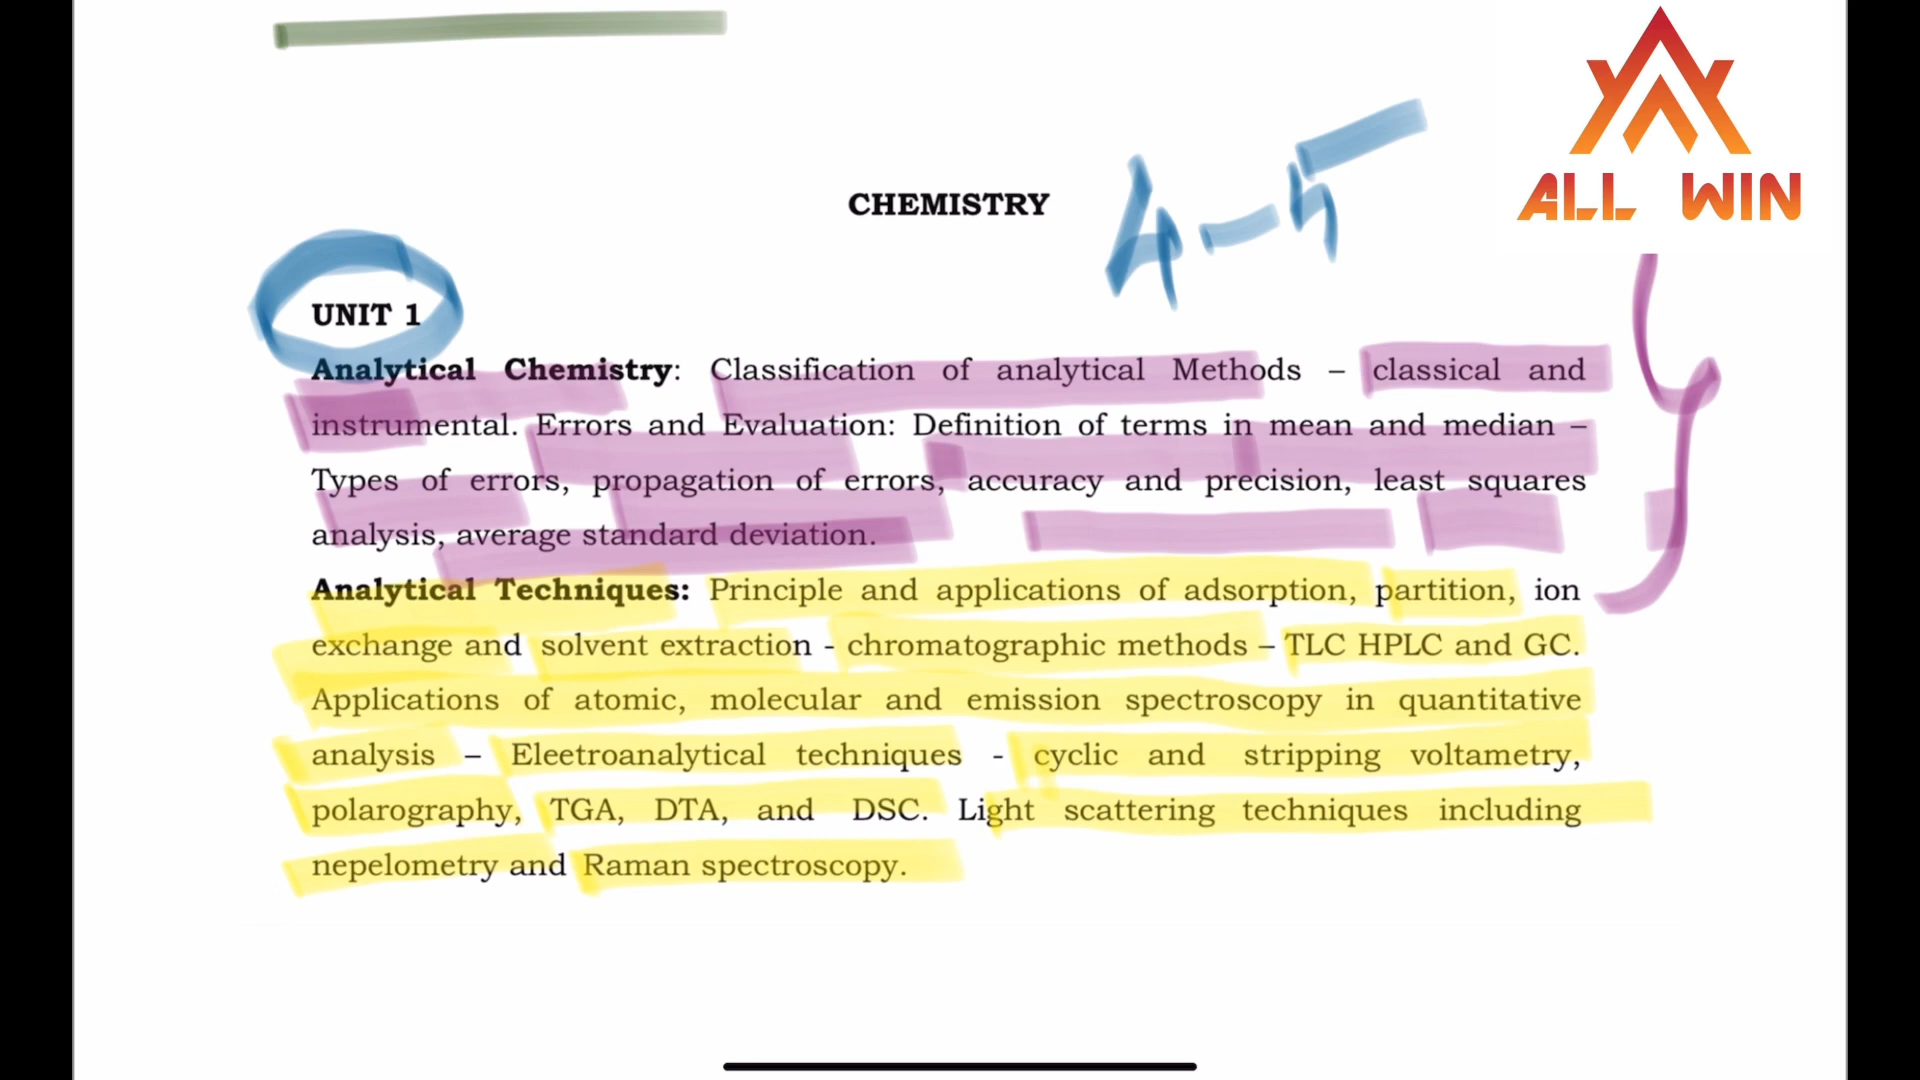 ALL WIN
CHEMISTRY
4-5
UNIT 1
Analytical Chemistry: Classification of analytical Methods – classical and
instrumental. Errors and Evaluation: Definition of terms in mean and median –
Types of errors, propagation of errors, accuracy and precision, least squares
analysis, average standard deviation.
Analytical Techniques: Principle and applications of adsorption, partition, ion
exchange and solvent extraction - chromatographic methods – TLC HPLC and GC.
Applications of atomic, molecular and emission spectroscopy in quantitative
analysis – Eleetroanalytical techniques - cyclic and stripping voltametry,
polarography, TGA, DTA, and DSC. Light scattering techniques including
nepelometry and Raman spectroscopy.